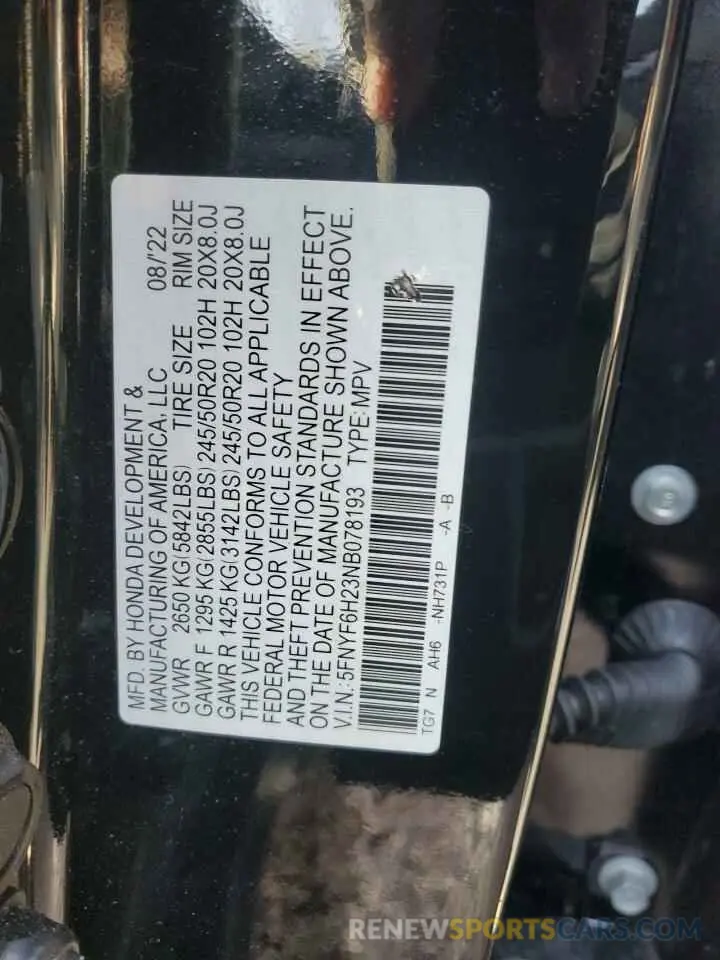 MFD. BY HONDA DEVELOPMENT &
MANUFACTURING OF AMERICA, LLC 08/'22
GVWR 2650 KG(5842LBS) TIRE SIZE RIM SIZE
GAWR F 1295 KG(2855LBS) 245/50R20 102H 20X8.0J
GAWR R 1425 KG(3142LBS) 245/50R20 102H 20X8.0J
THIS VEHICLE CONFORMS TO ALL APPLICABLE
FEDERAL MOTOR VEHICLE SAFETY
AND THEFT PREVENTION STANDARDS IN EFFECT
ON THE DATE OF MANUFACTURE SHOWN ABOVE.
V.I.N.: 5FNYF6H23NB078193 TYPE: MPV
TG7 N AH6 -NH731P -A -B
RENEWSPORTSCARS.COM